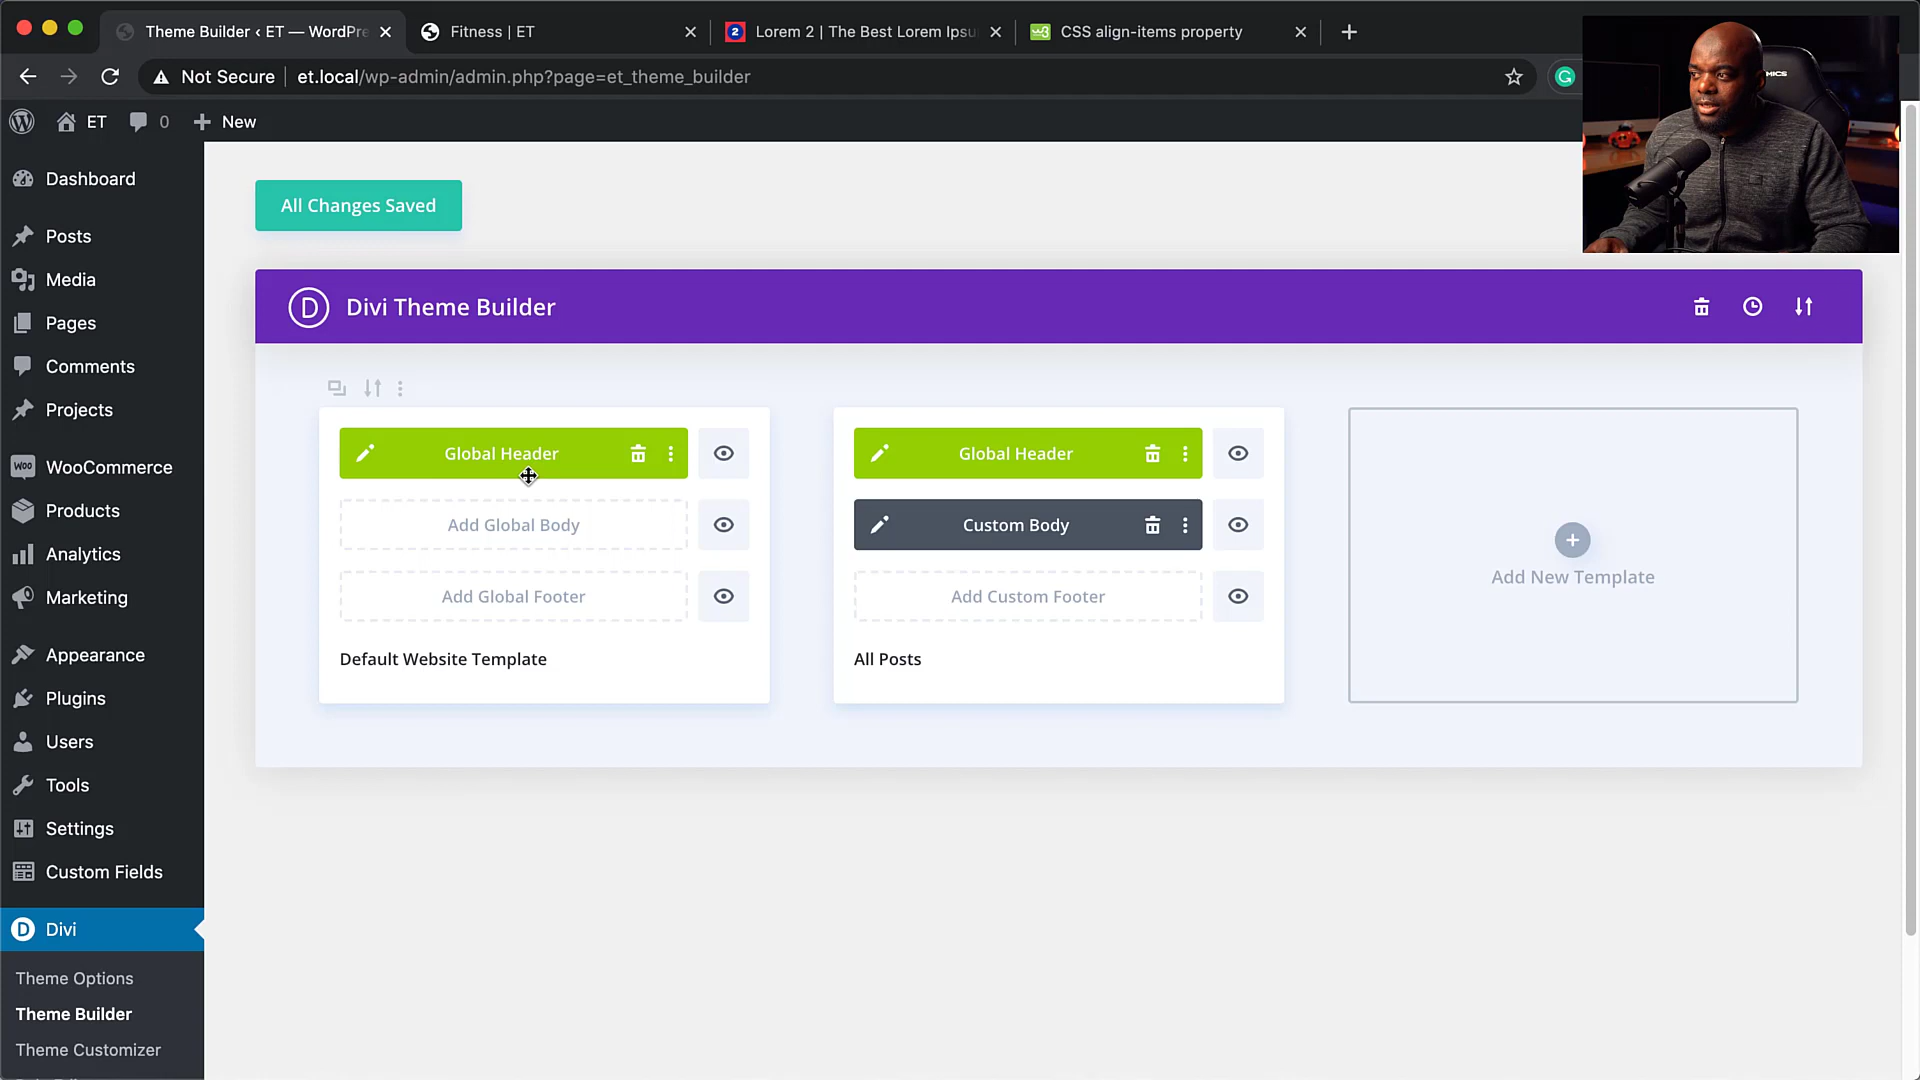 Theme Builder ‹ ET — WordPre
Fitness | ET
2
Lorem 2 | The Best Lorem Ipsu
CSS align-items property
Not Secure
et.local/wp-admin/admin.php?page=et_theme_builder
G
ET
0
New
MICS
Dashboard
Posts
Media
Pages
Comments
Projects
Woo
WooCommerce
Products
Analytics
Marketing
Appearance
Plugins
Users
Tools
Settings
Custom Fields
D
Divi
Theme Options
Theme Builder
Theme Customizer
All Changes Saved
D
Divi Theme Builder
Global Header
Add Global Body
Add Global Footer
Default Website Template
Global Header
Custom Body
Add Custom Footer
All Posts
Add New Template